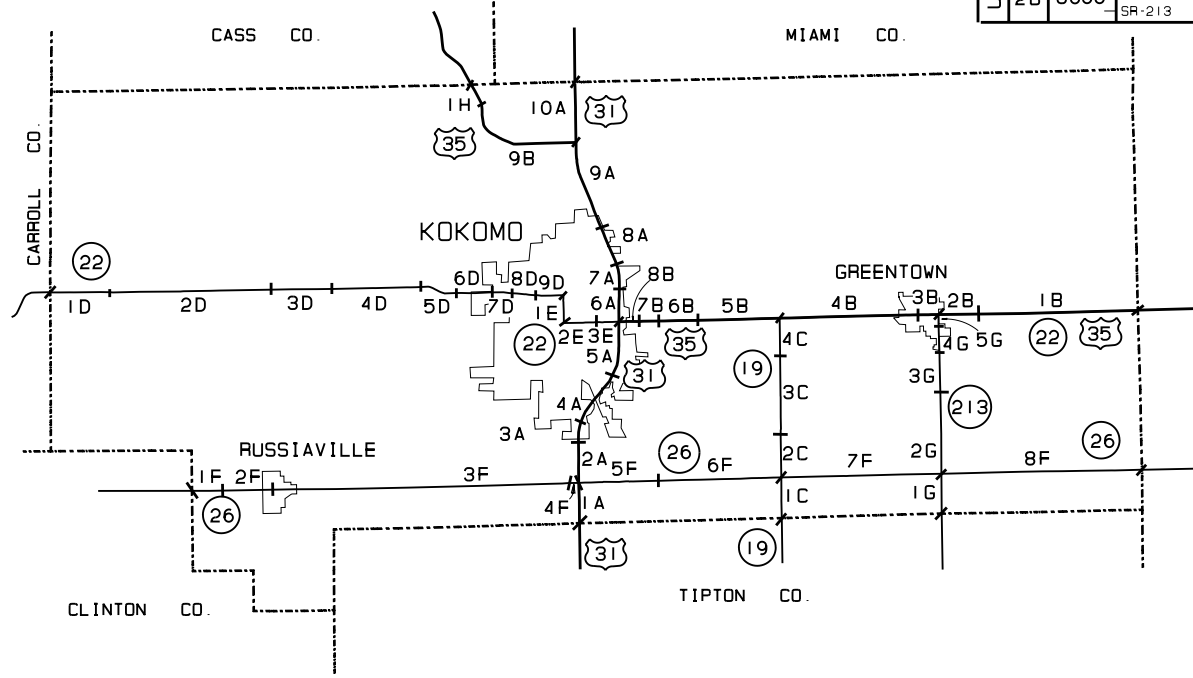 SR-213
CASS CO.
MIAMI CO.
1H
10A
31
35
9B
9A
CARROLL CO.
KOKOMO
8A
22
GREENTOWN
6D
8D
9D
7A
8B
1D
2D
3D
4D
5D
7D
1E
6A
7B
6B
5B
4B
3B
2B
1B
22
2E
3E
35
4C
4G
5G
22
35
5A
31
19
3C
3G
213
4A
3A
RUSSIAVILLE
26
26
1F
2F
3F
2A
5F
6F
2C
7F
2G
8F
26
4F
1A
1C
1G
31
19
CLINTON CO.
TIPTON CO.